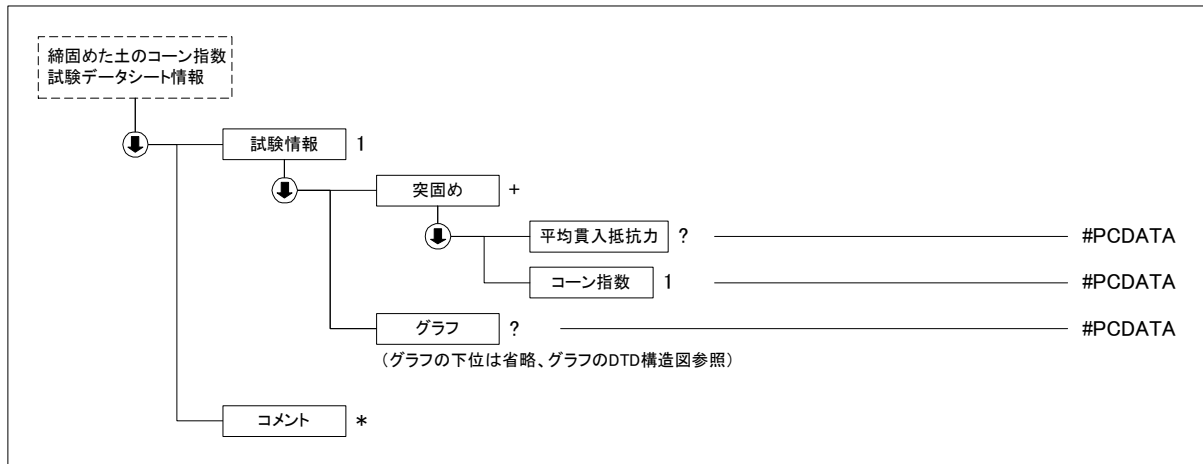 締固めた土のコーン指数
試験データシート情報
試験情報 1
突固め +
平均貫入抵抗力 ? #PCDATA
コーン指数 1 #PCDATA
グラフ ? #PCDATA
（グラフの下位は省略、グラフのDTD構造図参照）
コメント *